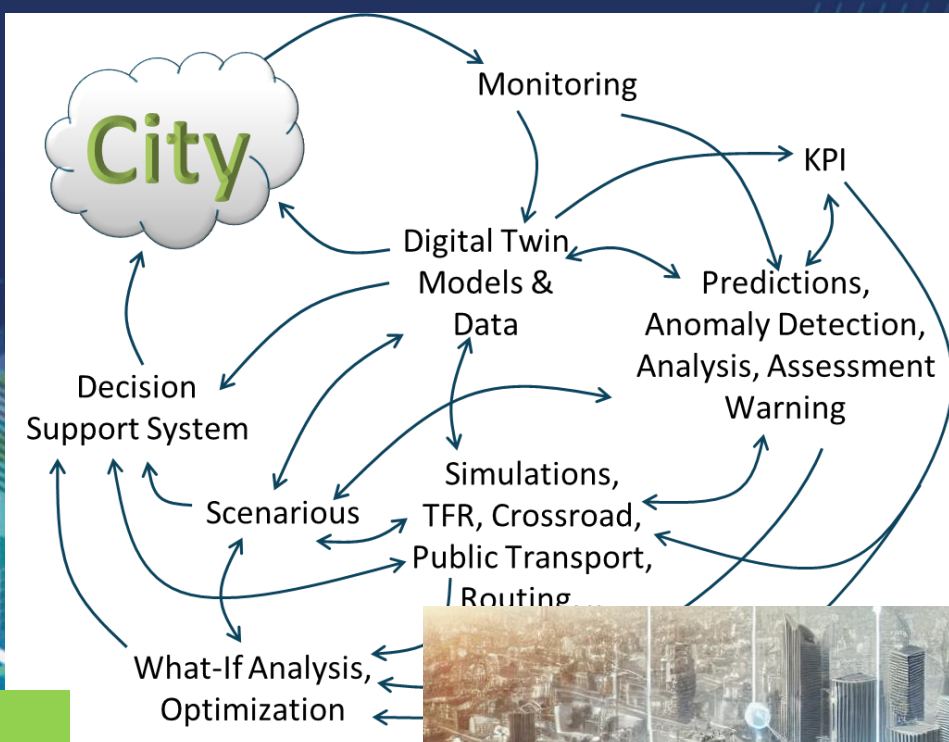 City
Monitoring
KPI
Digital Twin
Models &
Data
Predictions,
Anomaly Detection,
Analysis, Assessment
Warning
Decision
Support System
Scenarious
Simulations,
TFR, Crossroad,
Public Transport,
Routing...
What-If Analysis,
Optimization